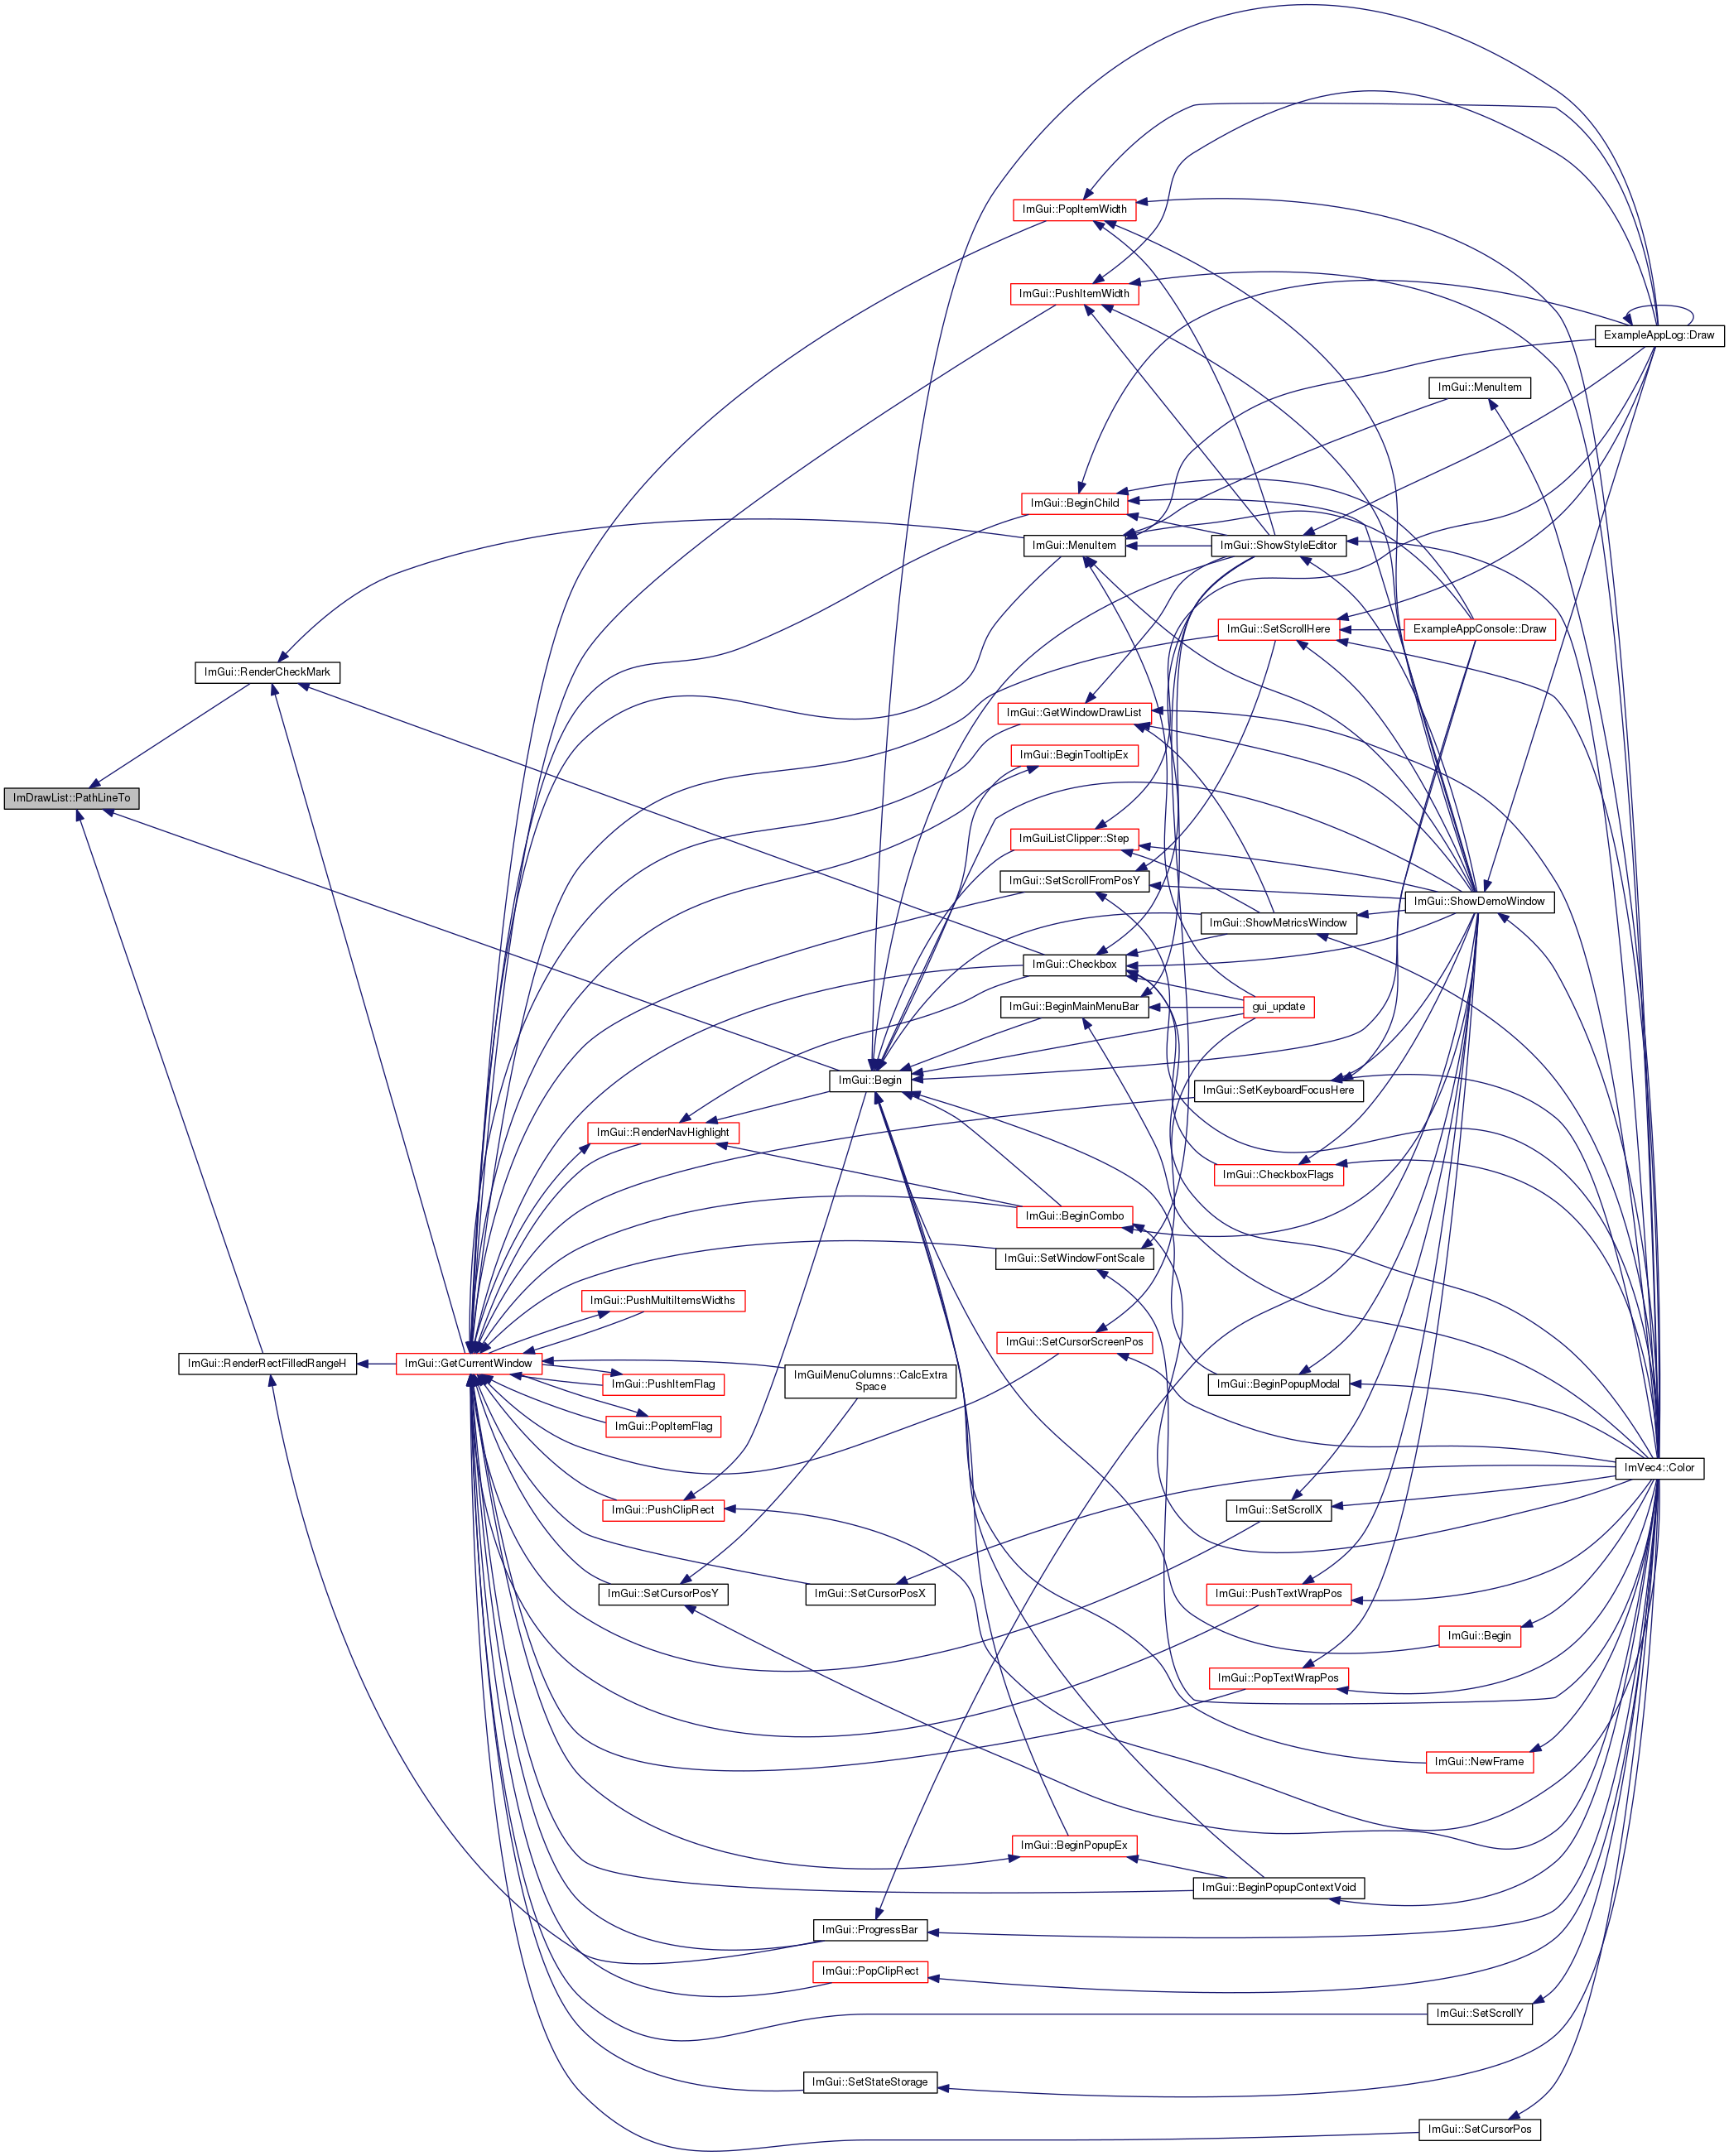 ImGui::PopItemWidth
ImGui::PushItemWidth
ExampleAppLog::Draw
ImGui::MenuItem
ImGui::BeginChild
ImGui::MenuItem
ImGui::ShowStyleEditor
ImGui::SetScrollHere
ExampleAppConsole::Draw
ImGui::RenderCheckMark
ImGui::GetWindowDrawList
ImGui::BeginTooltipEx
ImDrawList::PathLineTo
ImGuiListClipper::Step
ImGui::SetScrollFromPosY
ImGui::ShowDemoWindow
ImGui::ShowMetricsWindow
ImGui::Checkbox
ImGui::BeginMainMenuBar
gui_update
ImGui::Begin
ImGui::SetKeyboardFocusHere
ImGui::RenderNavHighlight
ImGui::CheckboxFlags
ImGui::BeginCombo
ImGui::SetWindowFontScale
ImGui::PushMultiItemsWidths
ImGui::SetCursorScreenPos
ImGui::RenderRectFilledRangeH
ImGui::GetCurrentWindow
ImGuiMenuColumns::CalcExtra
Space
ImGui::PushItemFlag
ImGui::BeginPopupModal
ImGui::PopItemFlag
ImVec4::Color
ImGui::PushClipRect
ImGui::SetScrollX
ImGui::SetCursorPosY
ImGui::SetCursorPosX
ImGui::PushTextWrapPos
ImGui::Begin
ImGui::PopTextWrapPos
ImGui::NewFrame
ImGui::BeginPopupEx
ImGui::BeginPopupContextVoid
ImGui::ProgressBar
ImGui::PopClipRect
ImGui::SetScrollY
ImGui::SetStateStorage
ImGui::SetCursorPos